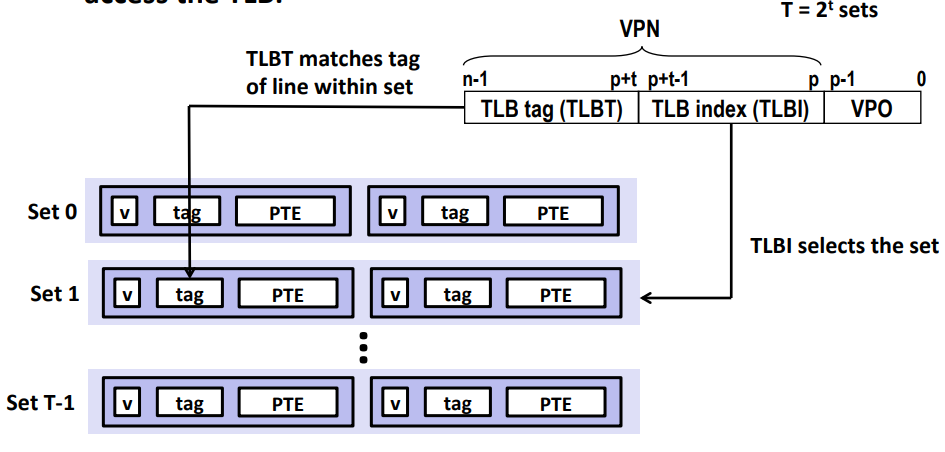 access the TLB:
T = 2ᵗ sets
VPN
TLBT matches tag
of line within set
n-1 p+t p+t-1 p p-1 0
TLB tag (TLBT) TLB index (TLBI) VPO
Set 0 v tag PTE v tag PTE
TLBI selects the set
Set 1 v tag PTE v tag PTE
Set T-1 v tag PTE v tag PTE